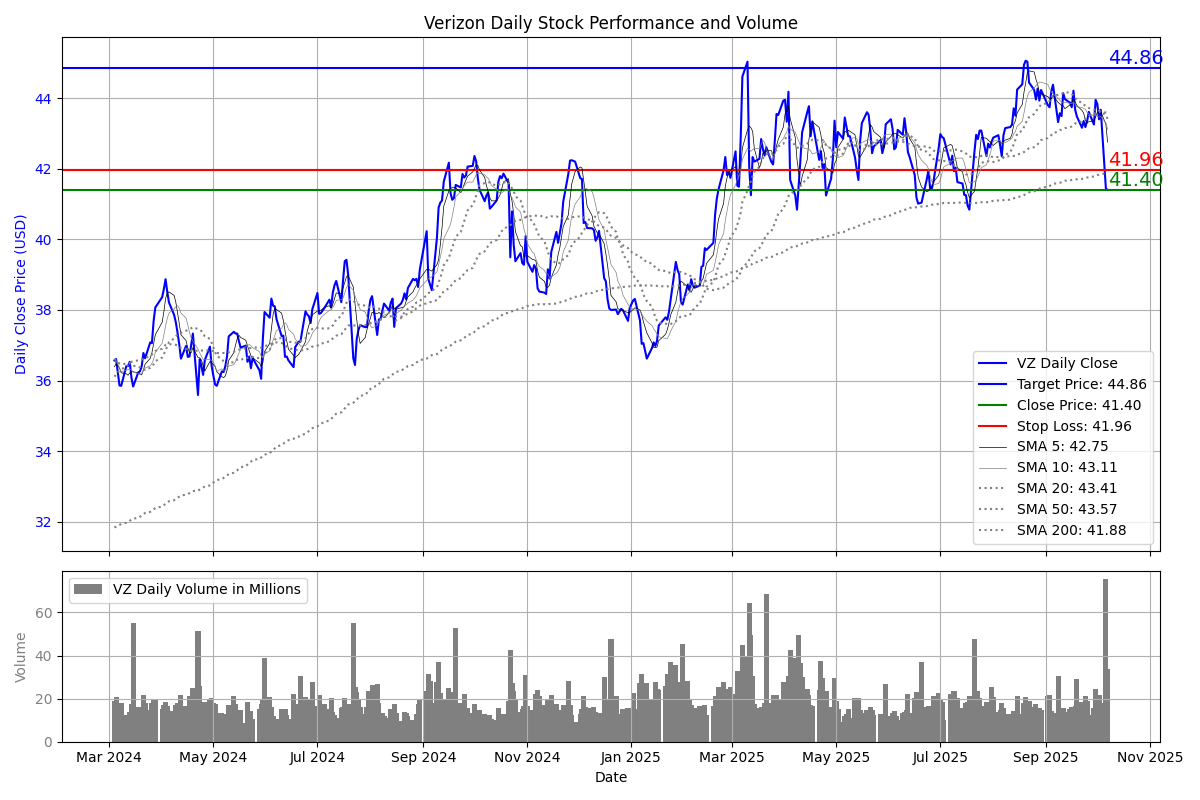 Verizon Daily Stock Performance and Volume
44.86
44
42
41.96
41.40
40
38
36
34
32
Daily Close Price (USD)
VZ Daily Close
Target Price: 44.86
Close Price: 41.40
Stop Loss: 41.96
SMA 5: 42.75
SMA 10: 43.11
SMA 20: 43.41
SMA 50: 43.57
SMA 200: 41.88
VZ Daily Volume in Millions
60
40
20
0
Volume
Mar 2024 May 2024 Jul 2024 Sep 2024 Nov 2024 Jan 2025 Mar 2025 May 2025 Jul 2025 Sep 2025 Nov 2025
Date